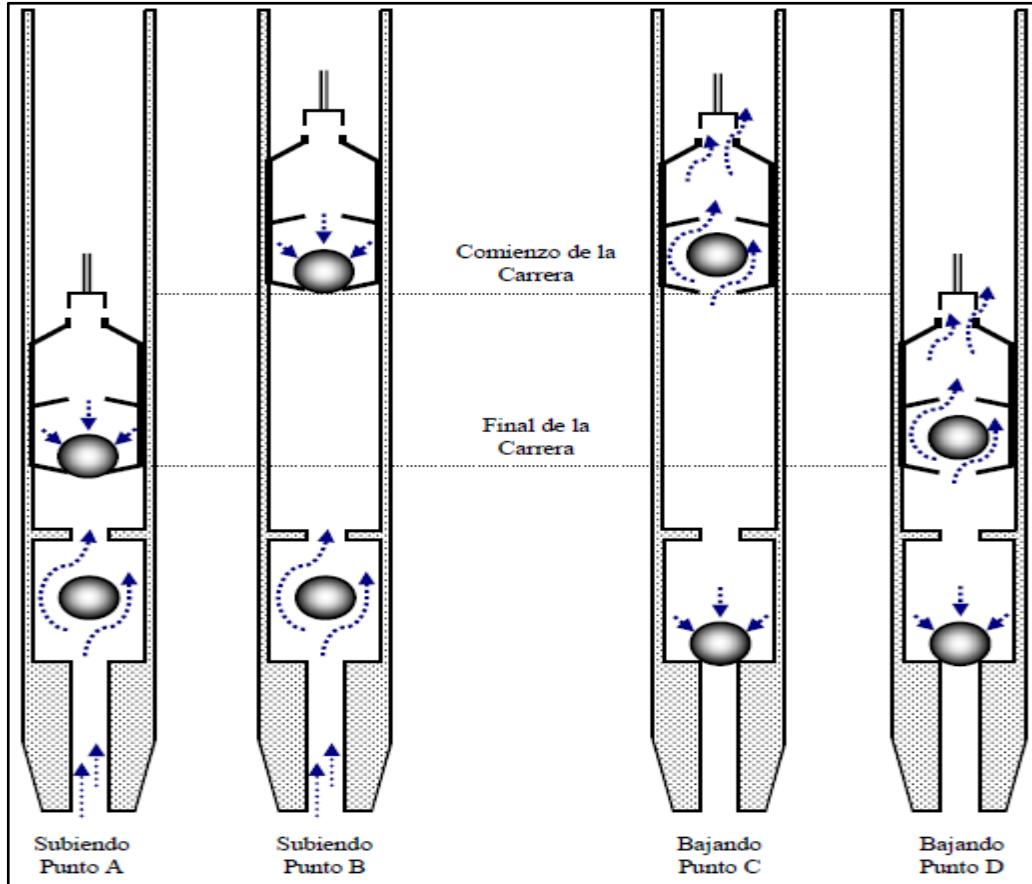 Comienzo de la
Carrera
Final de la
Carrera
Subiendo
Punto A
Subiendo
Punto B
Bajando
Punto C
Bajando
Punto D